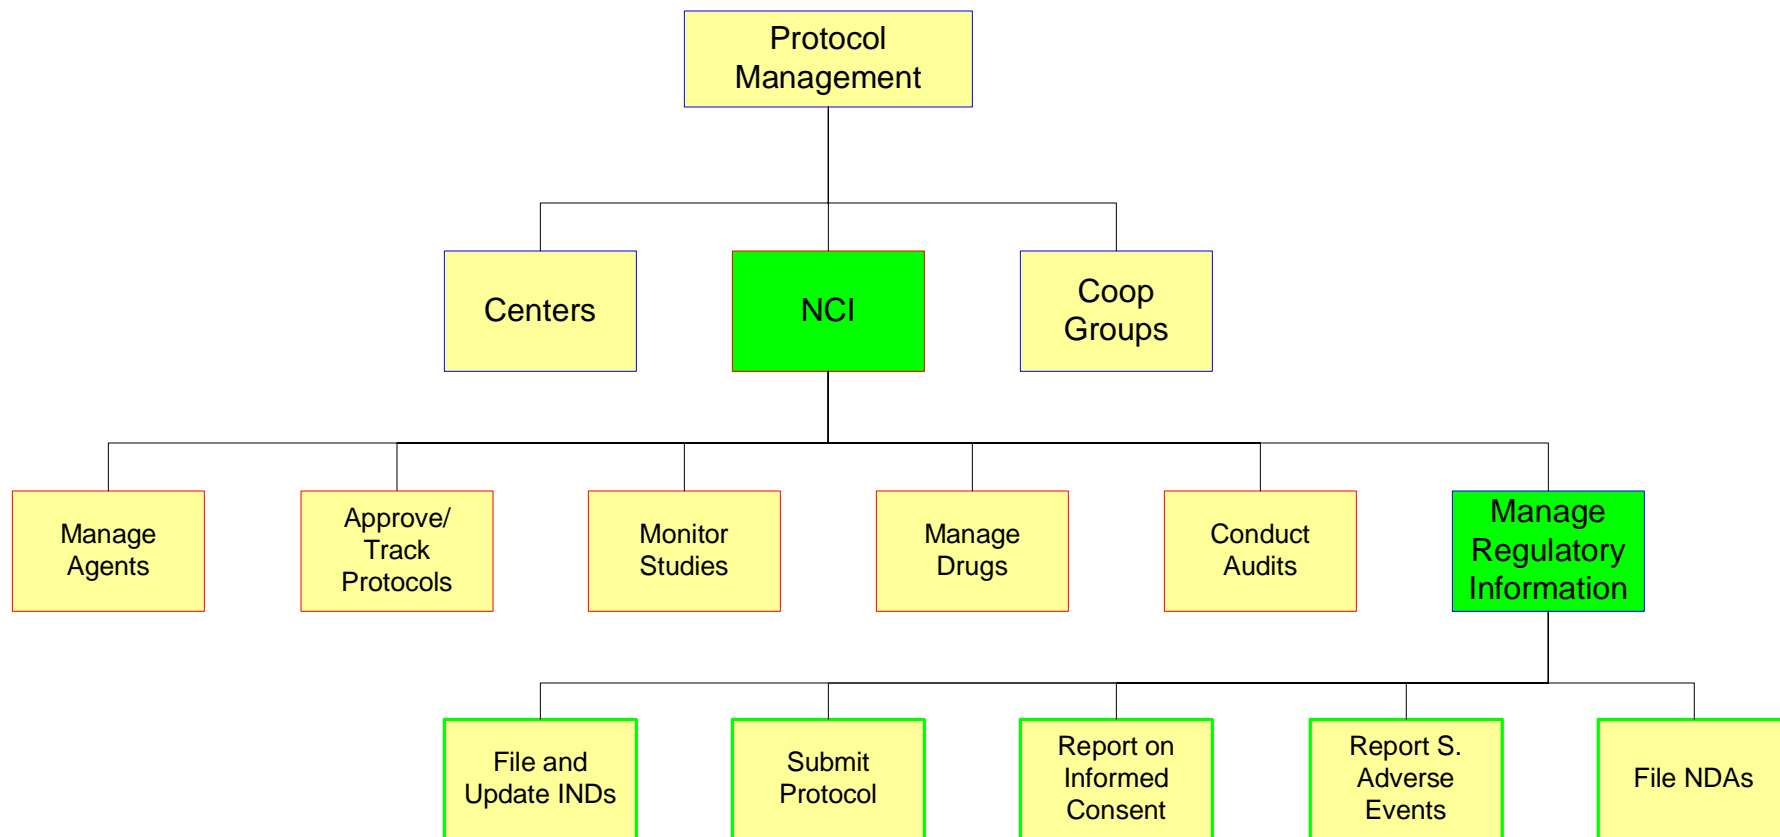 Protocol
Management
Centers
NCI
Coop
Groups
Manage
Agents
Approve/
Track
Protocols
Monitor
Studies
Manage
Drugs
Conduct
Audits
Manage
Regulatory
Information
File and
Update INDs
Submit
Protocol
Report on
Informed
Consent
Report S.
Adverse
Events
File NDAs